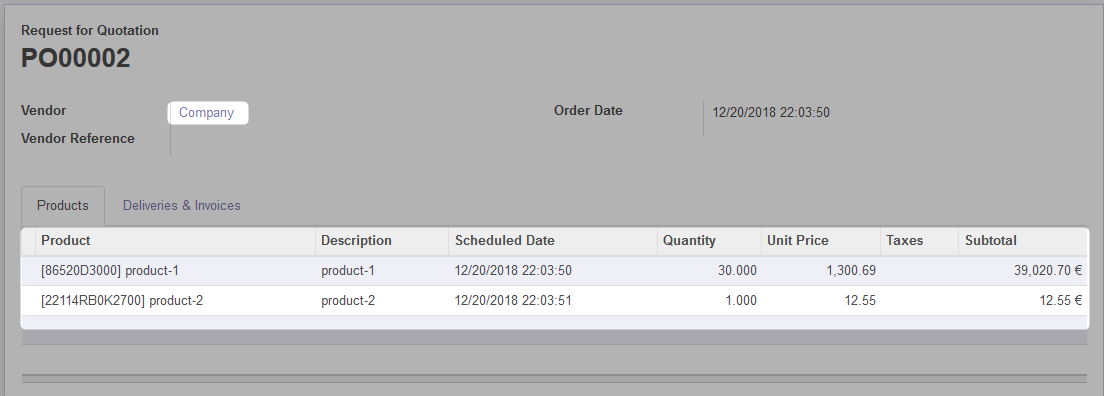 Request for Quotation
PO00002
Vendor Company Order Date 12/20/2018 22:03:50
Vendor Reference
Products Deliveries & Invoices
Product Description Scheduled Date Quantity Unit Price Taxes Subtotal
[86520D3000] product-1 product-1 12/20/2018 22:03:50 30.000 1,300.69 39,020.70 €
[22114RB0K2700] product-2 product-2 12/20/2018 22:03:51 1.000 12.55 12.55 €